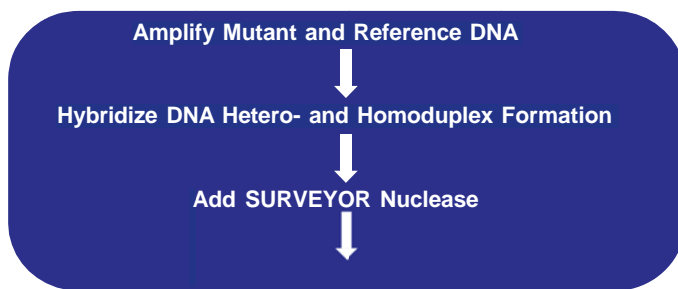 Amplify Mutant and Reference DNA
Hybridize DNA Hetero- and Homoduplex Formation
Add SURVEYOR Nuclease